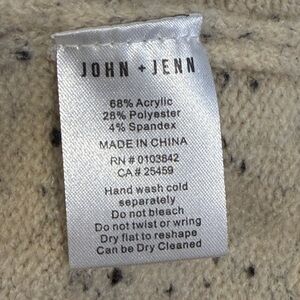 JOHN + JENN
68% Acrylic
28% Polyester
4% Spandex
MADE IN CHINA
RN # 0103842
CA # 25459
Hand wash cold
separately
Do not bleach
Do not twist or wring
Dry flat to reshape
Can be Dry Cleaned